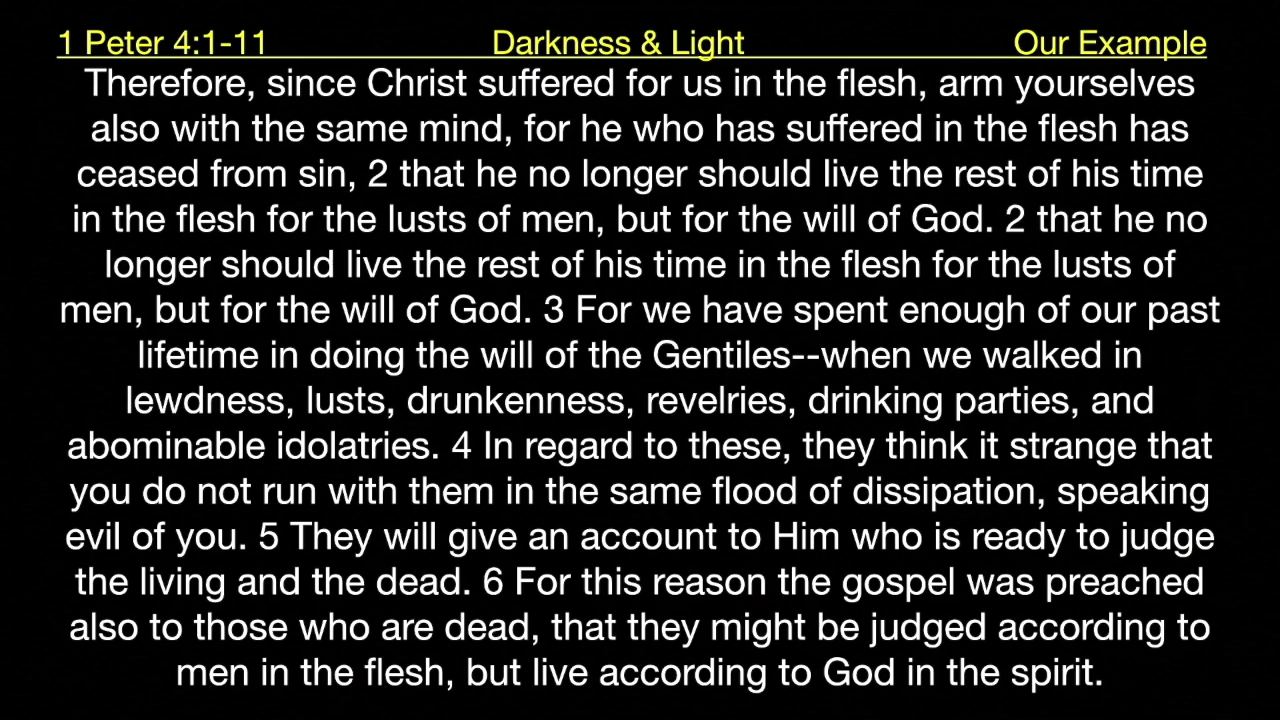 1 Peter 4:1-11 Darkness & Light Our Example
Therefore, since Christ suffered for us in the flesh, arm yourselves
also with the same mind, for he who has suffered in the flesh has
ceased from sin, 2 that he no longer should live the rest of his time
in the flesh for the lusts of men, but for the will of God. 2 that he no
longer should live the rest of his time in the flesh for the lusts of
men, but for the will of God. 3 For we have spent enough of our past
lifetime in doing the will of the Gentiles--when we walked in
lewdness, lusts, drunkenness, revelries, drinking parties, and
abominable idolatries. 4 In regard to these, they think it strange that
you do not run with them in the same flood of dissipation, speaking
evil of you. 5 They will give an account to Him who is ready to judge
the living and the dead. 6 For this reason the gospel was preached
also to those who are dead, that they might be judged according to
men in the flesh, but live according to God in the spirit.